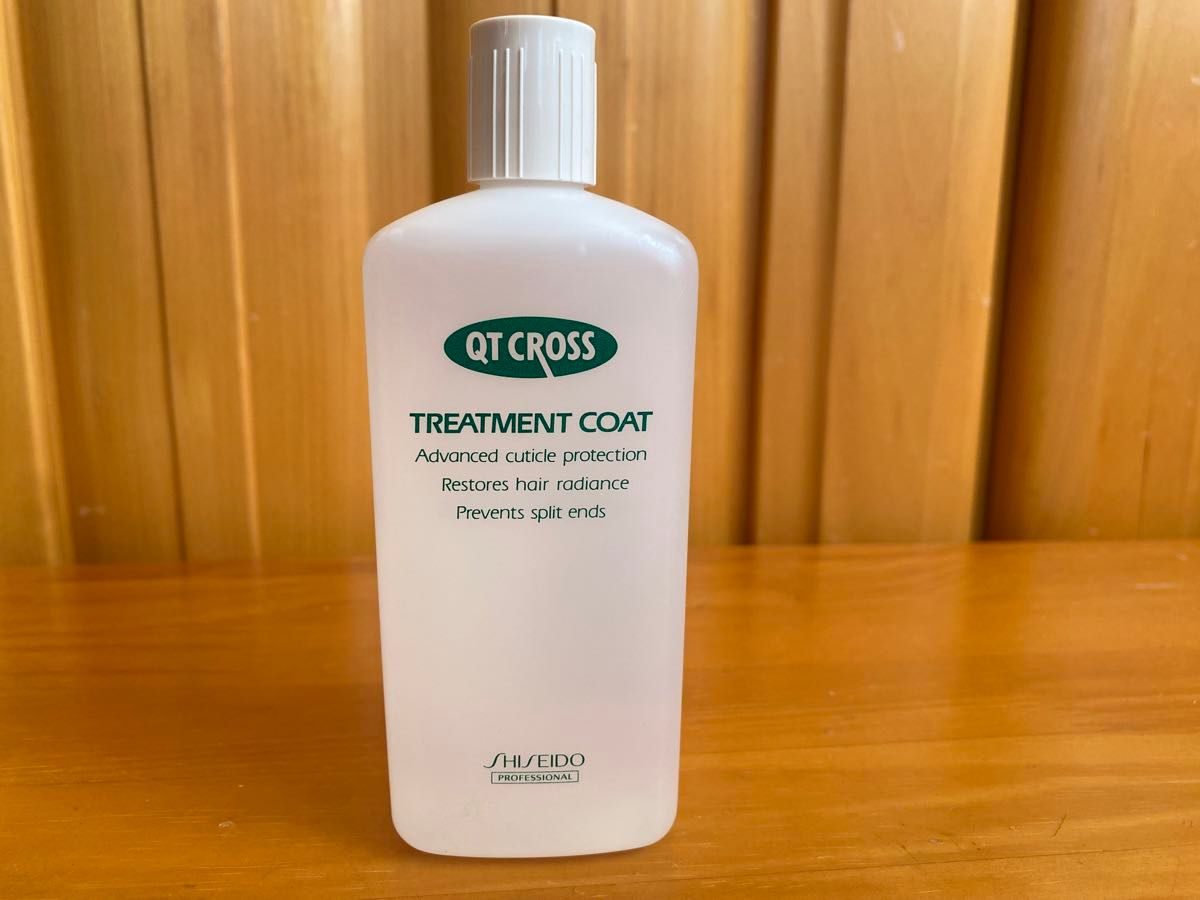 QT CROSS
TREATMENT COAT
Advanced cuticle protection
Restores hair radiance
Prevents split ends
SHISEIDO
PROFESSIONAL